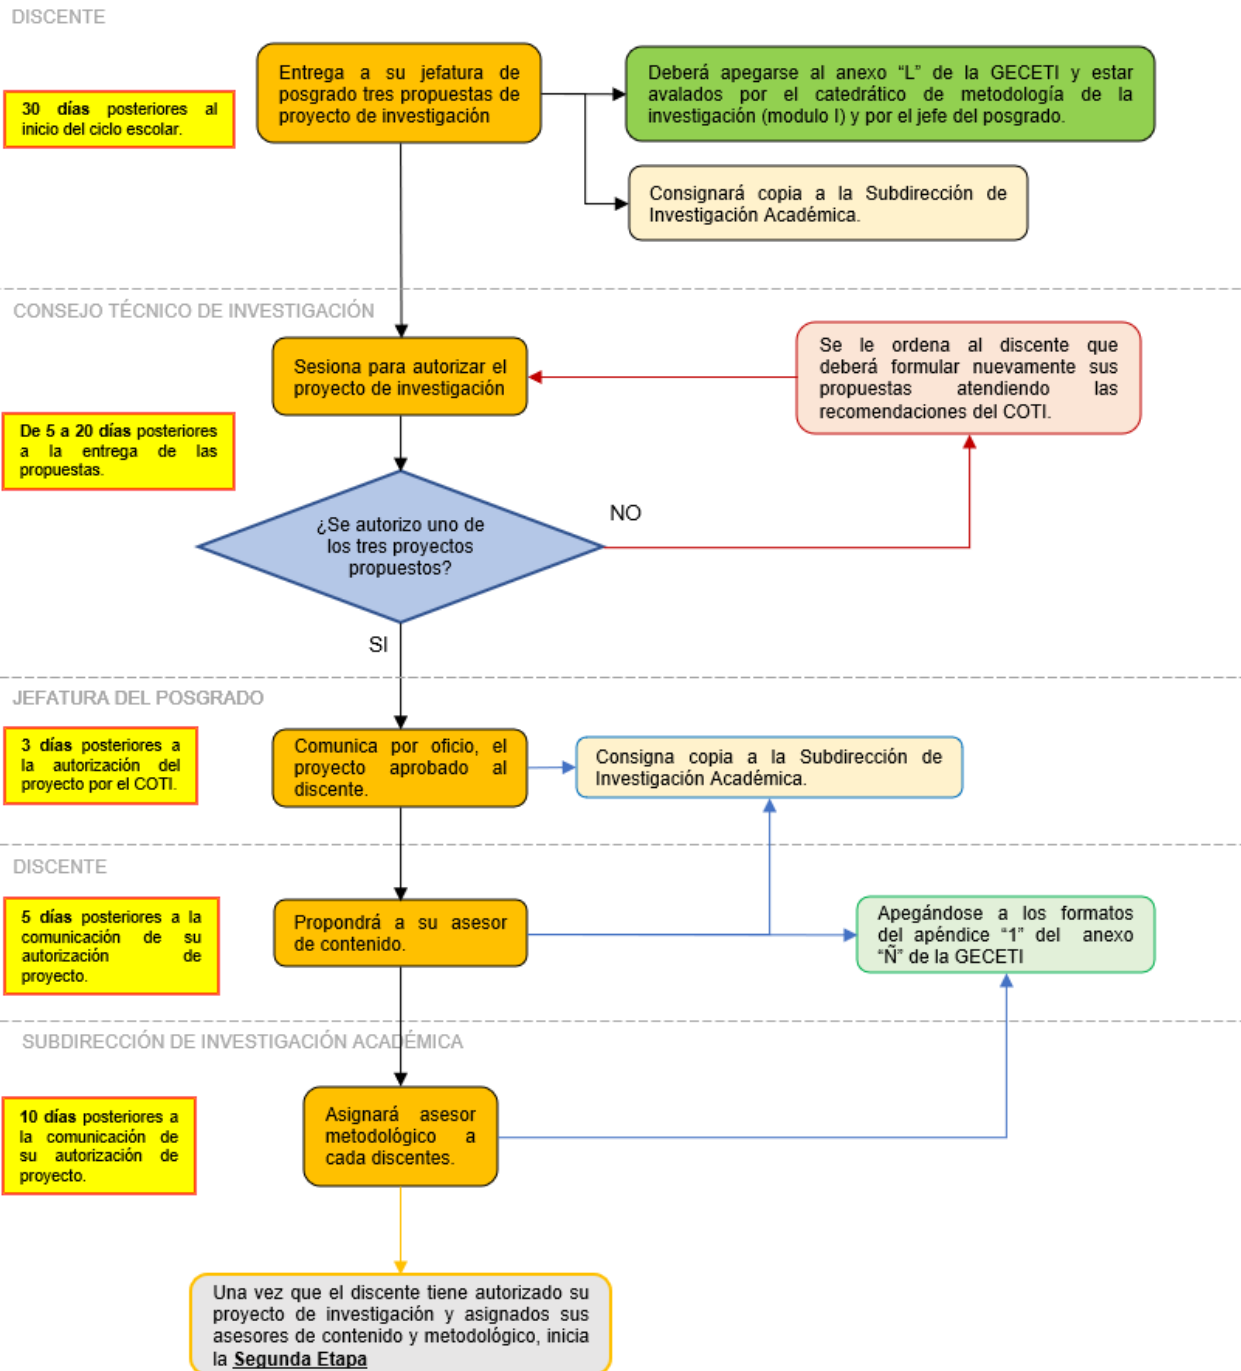 DISCENTE
30 días posteriores al
inicio del ciclo escolar.
Entrega a su jefatura de
posgrado tres propuestas de
proyecto de investigación
Deberá apegarse al anexo “L” de la GECETI y estar
avalados por el catedrático de metodología de la
investigación (modulo I) y por el jefe del posgrado.
Consignará copia a la Subdirección de
Investigación Académica.
CONSEJO TÉCNICO DE INVESTIGACIÓN
Sesiona para autorizar el
proyecto de investigación
Se le ordena al discente que
deberá formular nuevamente sus
propuestas atendiendo las
recomendaciones del COTI.
De 5 a 20 días posteriores
a la entrega de las
propuestas.
¿Se autorizo uno de
los tres proyectos
propuestos?
NO
SI
JEFATURA DEL POSGRADO
3 días posteriores a
la autorización del
proyecto por el COTI.
Comunica por oficio, el
proyecto aprobado al
discente.
Consigna copia a la Subdirección de
Investigación Académica.
DISCENTE
5 días posteriores a la
comunicación de su
autorización de
proyecto.
Propondrá a su asesor
de contenido.
Apegándose a los formatos
del apéndice “1” del anexo
“Ñ” de la GECETI
SUBDIRECCIÓN DE INVESTIGACIÓN ACADÉMICA
10 días posteriores a
la comunicación de
su autorización de
proyecto.
Asignará asesor
metodológico a
cada discentes.
Una vez que el discente tiene autorizado su
proyecto de investigación y asignados sus
asesores de contenido y metodológico, inicia
la Segunda Etapa